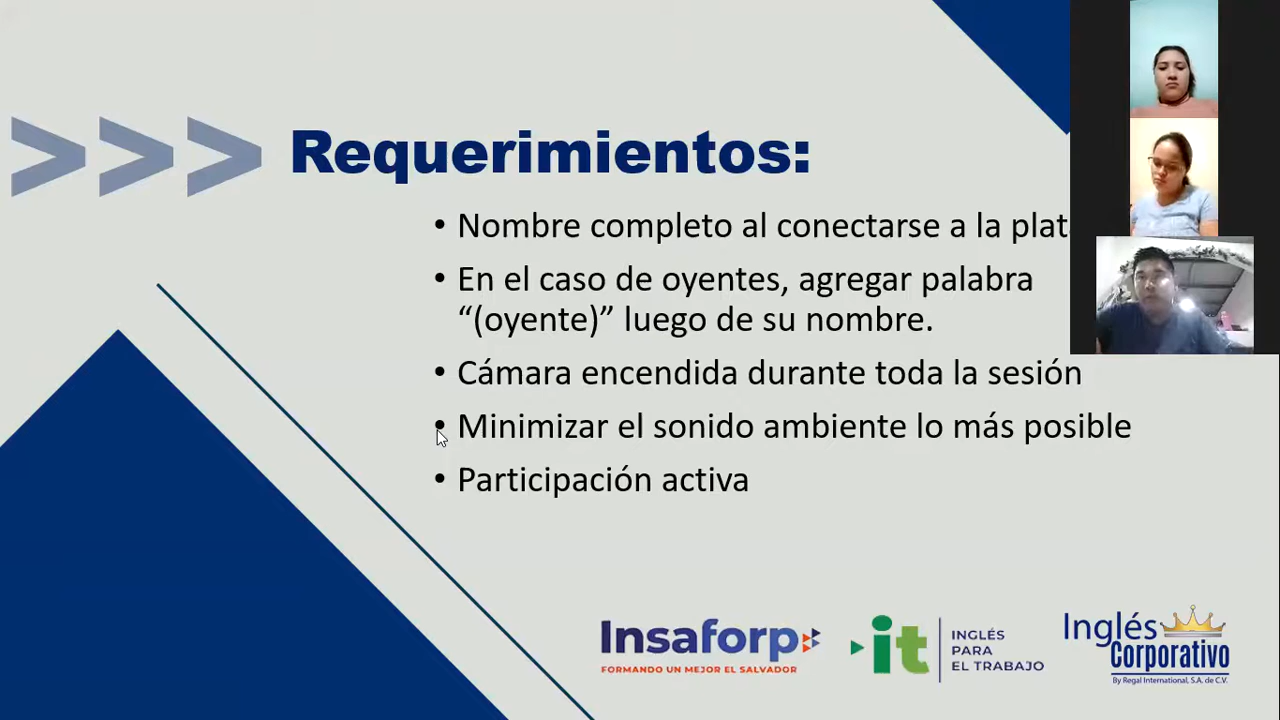 >>> Requerimientos:
• Nombre completo al conectarse a la
• En el caso de oyentes, agregar palabra
“(oyente)” luego de su nombre.
• Cámara encendida durante toda la sesión
• Minimizar el sonido ambiente lo más posible
• Participación activa
Insaforp
FORMANDO UN MEJOR EL SALVADOR
it
INGLÉS
PARA
EL TRABAJO
Inglés
Corporativo
By Regal International, S.A. de C.V.